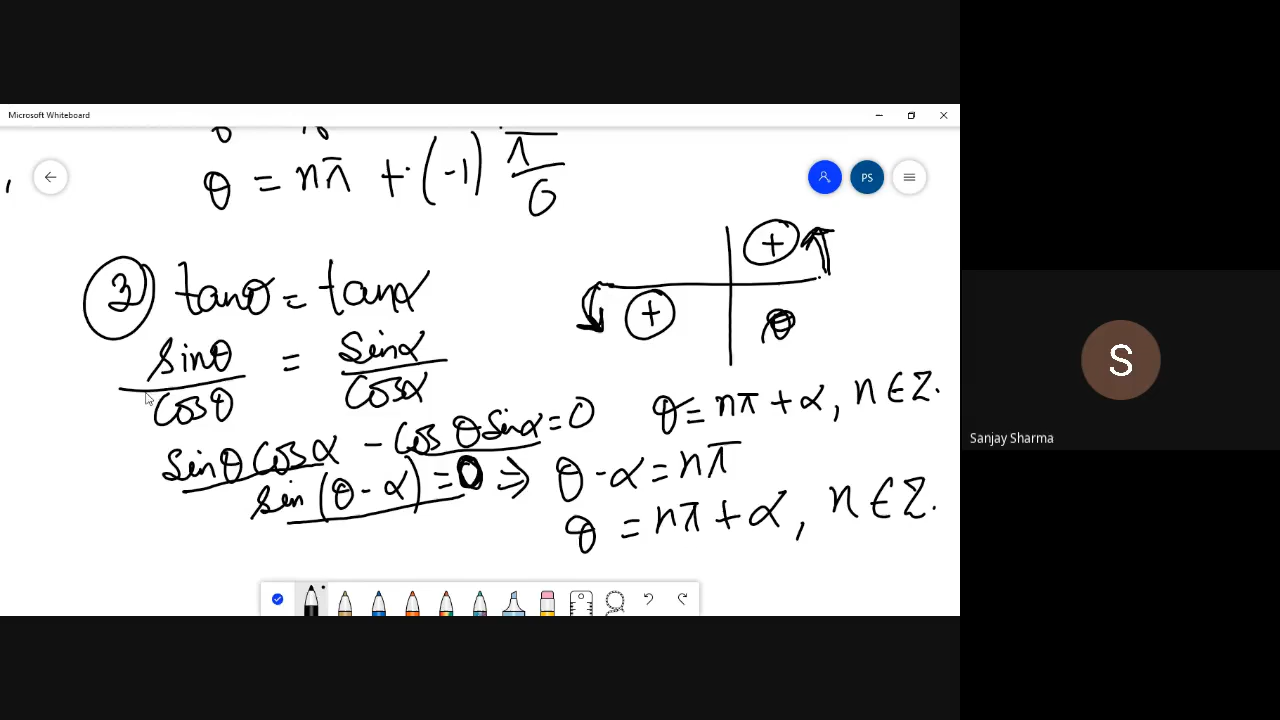 Microsoft Whiteboard
θ = nπ + (-1) π/6
PS
3 tanθ = tanα
+
+
sinθ/cosθ = sinα/cosα
θ = nπ + α, n ∈ Z.
sinθ cosα - cosθ sinα = 0
sin(θ - α) = 0 ⇒ θ - α = nπ
θ = nπ + α, n ∈ Z.
S
Sanjay Sharma